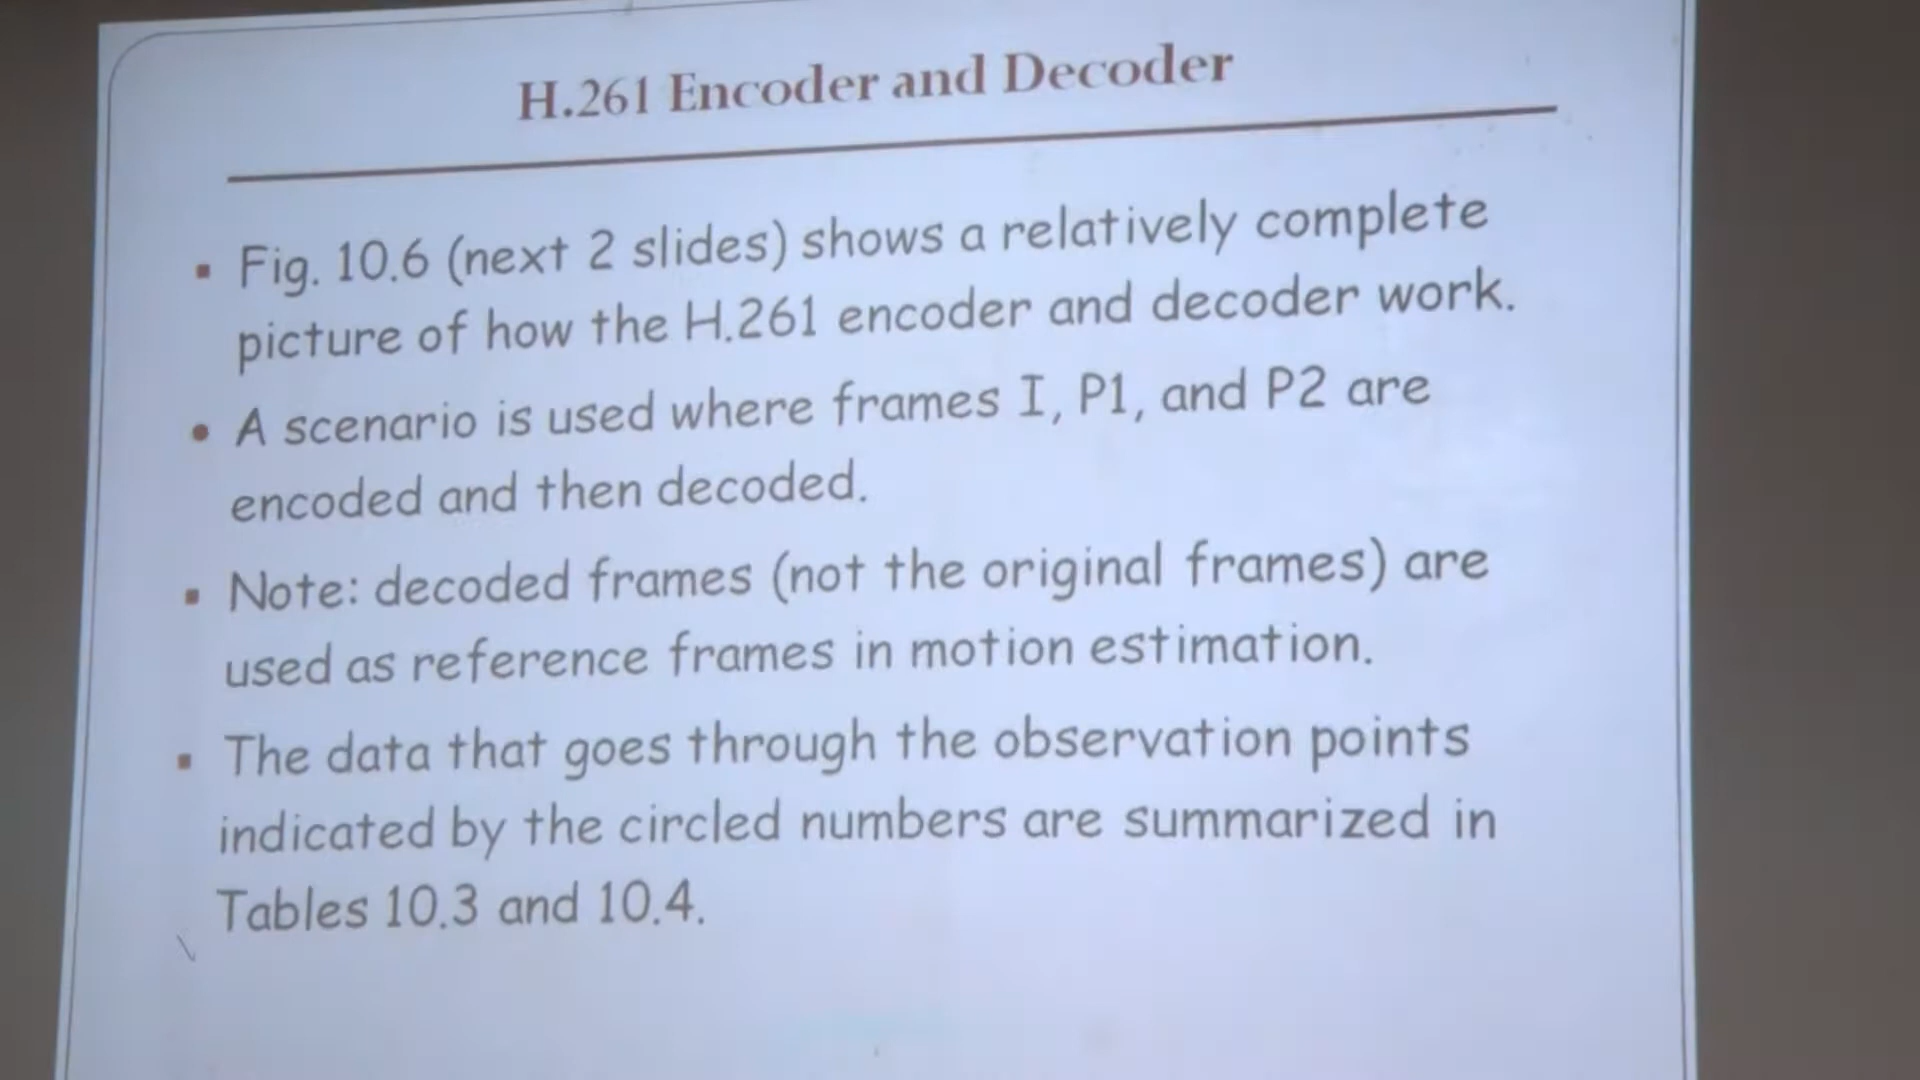 H.261 Encoder and Decoder
▪ Fig. 10.6 (next 2 slides) shows a relatively complete
picture of how the H.261 encoder and decoder work.
• A scenario is used where frames I, P1, and P2 are
encoded and then decoded.
▪ Note: decoded frames (not the original frames) are
used as reference frames in motion estimation.
▪ The data that goes through the observation points
indicated by the circled numbers are summarized in
Tables 10.3 and 10.4.